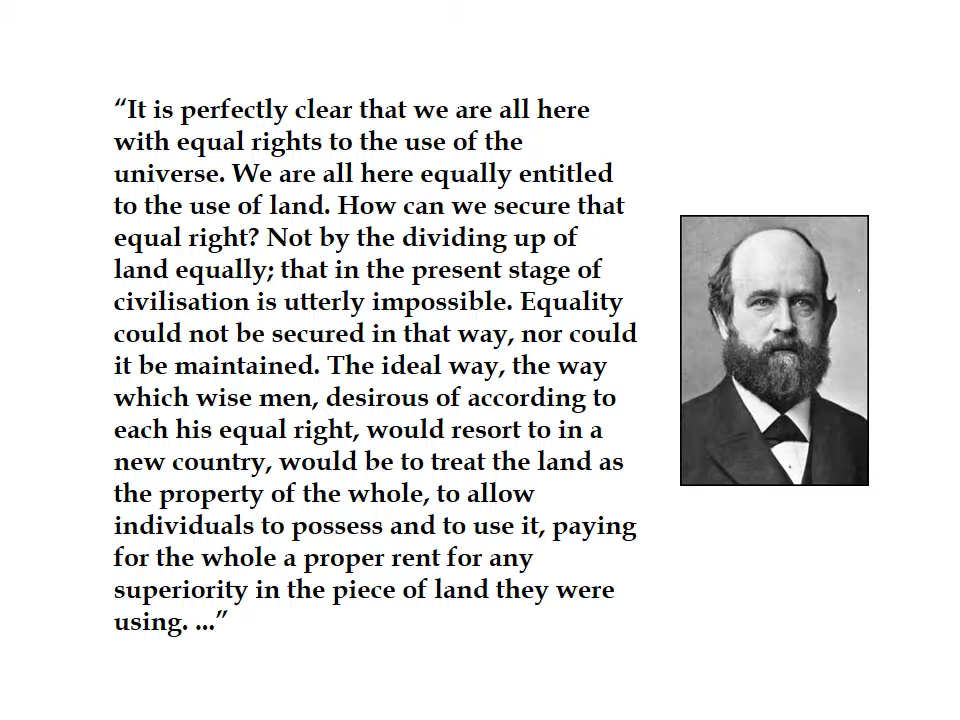 “It is perfectly clear that we are all here
with equal rights to the use of the
universe. We are all here equally entitled
to the use of land. How can we secure that
equal right? Not by the dividing up of
land equally; that in the present stage of
civilisation is utterly impossible. Equality
could not be secured in that way, nor could
it be maintained. The ideal way, the way
which wise men, desirous of according to
each his equal right, would resort to in a
new country, would be to treat the land as
the property of the whole, to allow
individuals to possess and to use it, paying
for the whole a proper rent for any
superiority in the piece of land they were
using. ...”